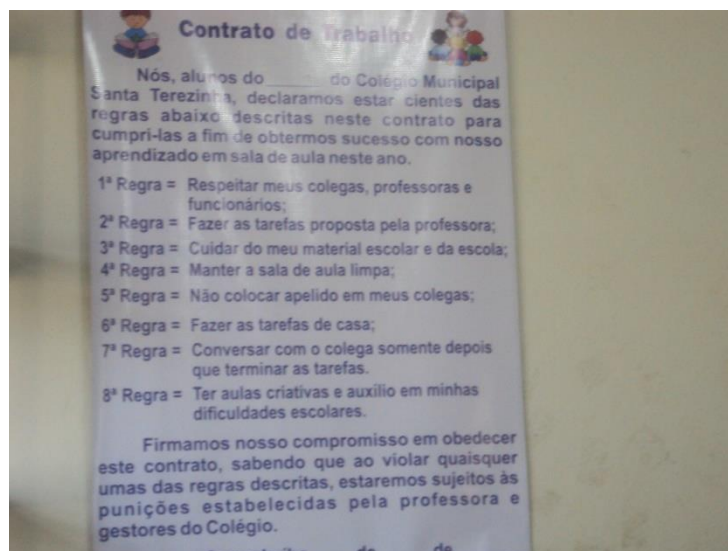 Contrato de Trabalho
Nós, alunos do ______ do Colégio Municipal
Santa Terezinha, declaramos estar cientes das
regras abaixo descritas neste contrato para
cumpri-las a fim de obtermos sucesso com nosso
aprendizado em sala de aula neste ano.
1ª Regra = Respeitar meus colegas, professoras e
funcionários;
2ª Regra = Fazer as tarefas proposta pela professora;
3ª Regra = Cuidar do meu material escolar e da escola;
4ª Regra = Manter a sala de aula limpa;
5ª Regra = Não colocar apelido em meus colegas;
6ª Regra = Fazer as tarefas de casa;
7ª Regra = Conversar com o colega somente depois
que terminar as tarefas.
8ª Regra = Ter aulas criativas e auxilio em minhas
dificuldades escolares.
Firmamos nosso compromisso em obedecer
este contrato, sabendo que ao violar quaisquer
umas das regras descritas, estaremos sujeitos às
punições estabelecidas pela professora e
gestores do Colégio.
de de